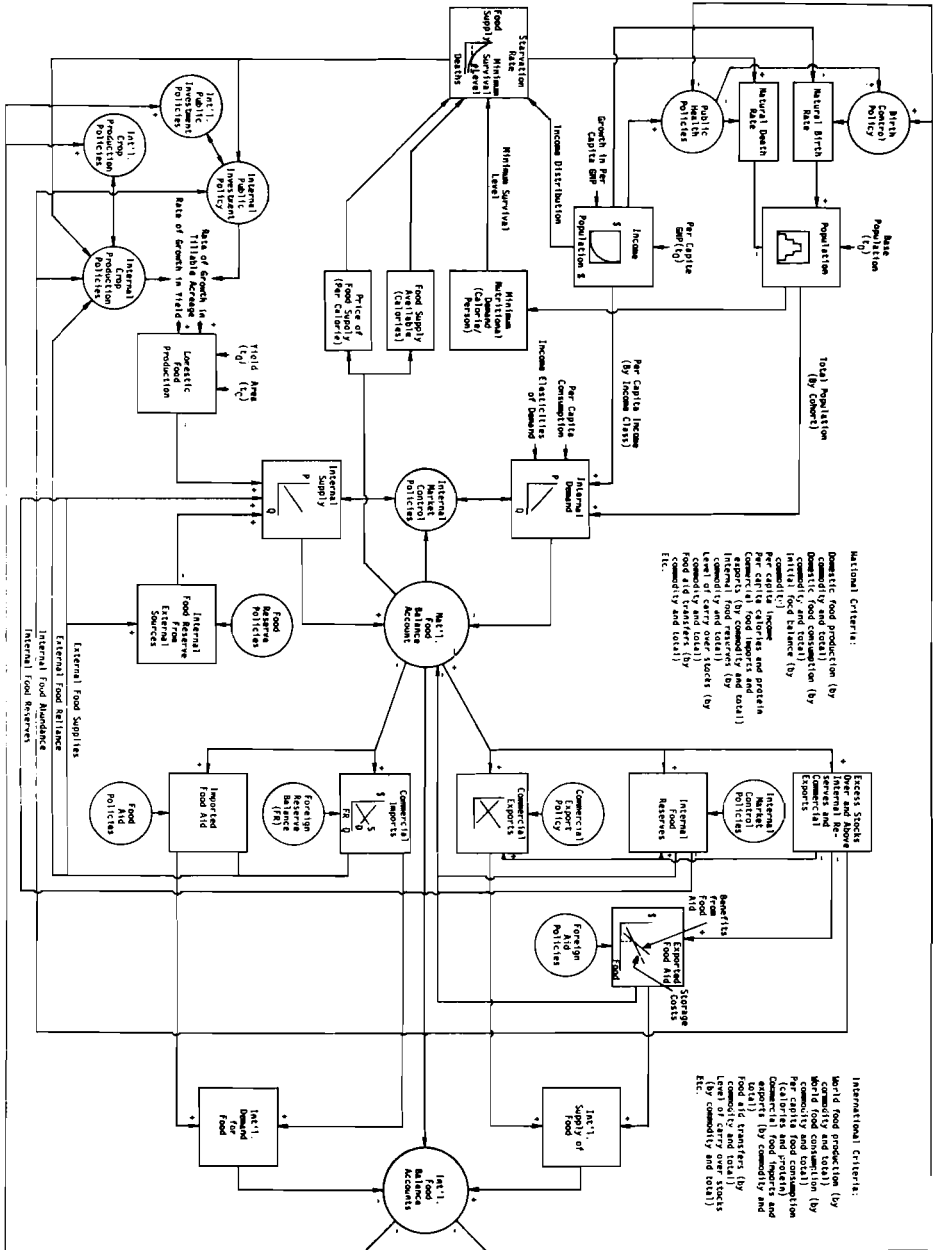 Birth
Control
Policy
Natural Birth
Rate
Natural Death
Rate
Public
Health
Policies
Base
Population (t0)
Population
Total Population
(By Cohort)
Starvation Rate
Food
Supply
Minimum
Survival
Level
Deaths
Growth in Per
Capita GNP
Per Capita
GNP(t0)
Income
$
Population $
Income Distribution
Per Capita Income
(By Income Class)
Minimum Survival
Level
Minimum
Nutritional
Demand
(Calorie/
Person)
Food Supply
Available
(Calories)
Price of
Food Supply
(Per Calorie)
Per Capita
Consumption
Income Elasticities
of Demand
Internal
Demand
P
Q
Internal
Market
Control
Policies
Internal
Supply
P
Q
Int'l.
Public
Investment
Policies
Internal
Public
Investment
Policy
Int'l.
Crop
Production
Policies
Internal
Crop
Production
Policies
Rate of Growth in
Tillable Acreage
Rate of Growth in Yield
Yield
(t0)
Area
Lomestic
Food
Production
Food
Reserve
Policies
Internal
Food Reserve
From
External
Sources
External Food Supplies
External Food Reliance
Internal Food Abundance
Internal Food Reserves
Nat'l.
Food
Balance
Accounts
National Criteria:
Domestic food production (by
commodity and total)
Domestic food consumption (by
commodity and total)
Initial food balance (by
commodity)
Per capita income
Per capita calories and protein
Commercial food imports and
exports (by commodity and total)
Internal food reserves (by
commodity and total)
Level of carry over stocks (by
commodity and total)
Food aid transfers (by
commodity and total)
Etc.
Excess Stocks
Over and Above
Internal Re-
serves and
Commercial
Exports
Internal
Market
Control
Policies
Internal
Food
Reserves
Commercial
Export
Policy
Commercial
Exports
Commercial
Imports
$
S
D
FR Q
Foreign
Reserve
Balance
(FR)
Imported
Food Aid
Food
Aid
Policies
Benefits
from
Food
Aid
$
Exported
Food Aid
Food
Storage
Costs
Foreign
Aid
Policies
International Criteria:
World food production (by
commodity and total)
World food consumption (by
commodity and total)
Per capita food consumption
(calories and protein)
Commercial food imports and
exports (by commodity and
total)
Food aid transfers (by
commodity and total)
Level of carry over stocks
(by commodity and total)
Etc.
Int'l.
Supply of
Food
Int'l.
Demand
for
Food
Int'l.
Food
Balance
Accounts